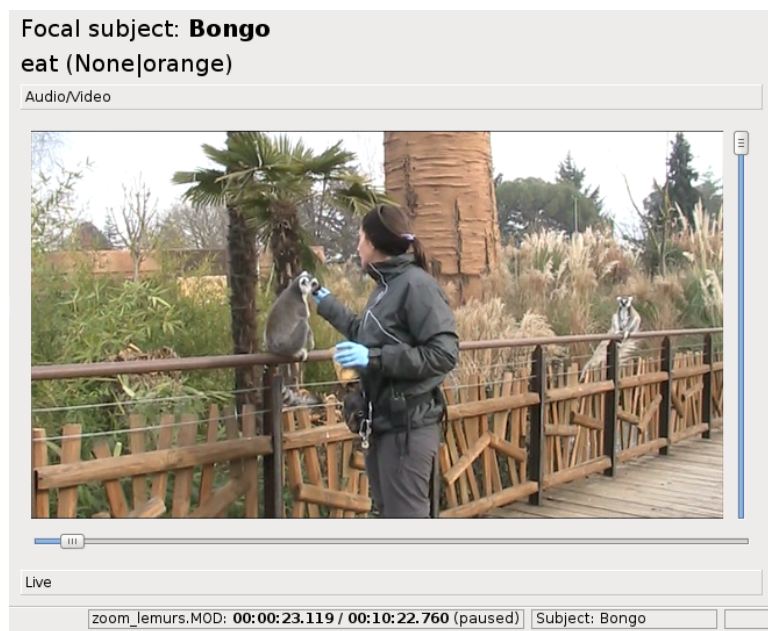 Focal subject: Bongo
eat (None|orange)
Audio/Video
Live
zoom_lemurs.MOD: 00:00:23.119 / 00:10:22.760 (paused)
Subject: Bongo